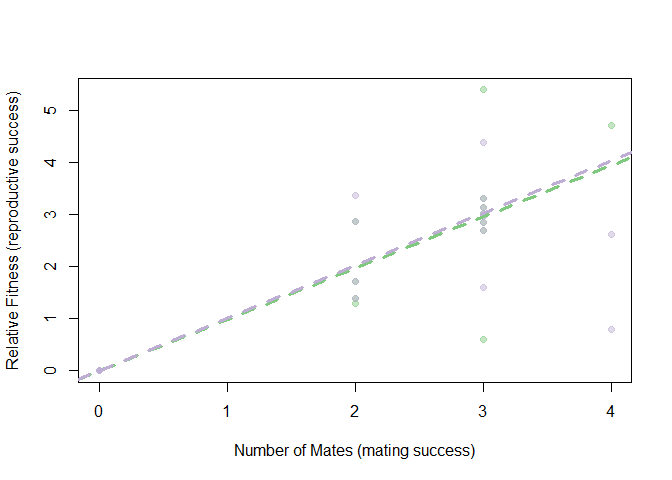 Relative Fitness (reproductive success)
5
4
3
2
1
0
0 1 2 3 4
Number of Mates (mating success)